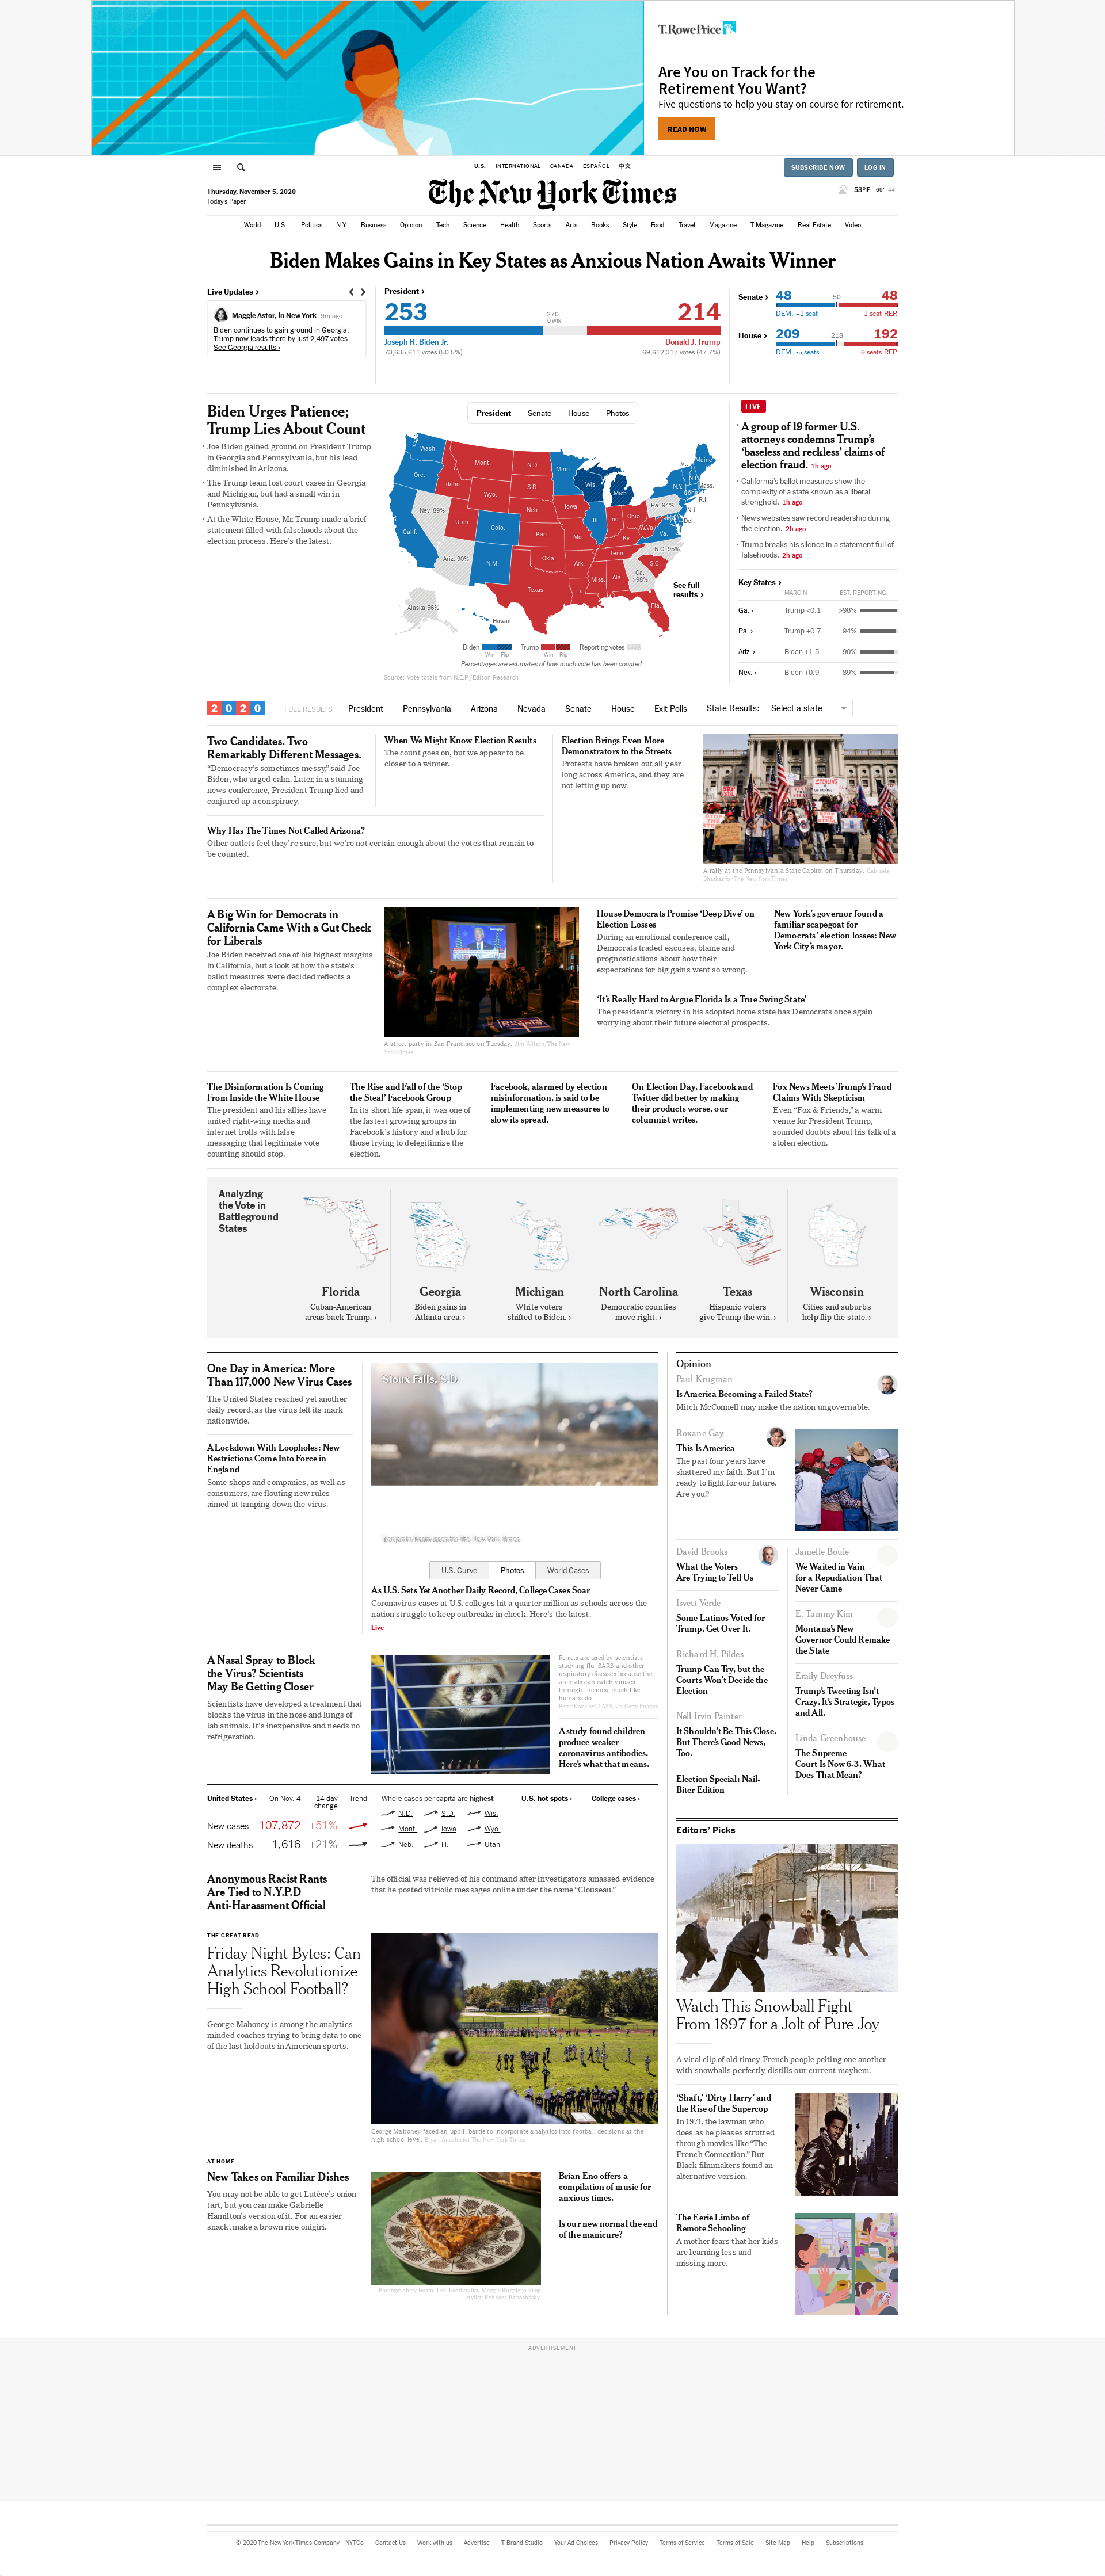 T.RowePrice
Are You on Track for the
Retirement You Want?
Five questions to help you stay on course for retirement.
READ NOW
U.S. INTERNATIONAL CANADA ESPAÑOL 中文
SUBSCRIBE NOW LOG IN
The New York Times
Thursday, November 5, 2020
Today's Paper
53°F 69° 44°
World U.S. Politics N.Y. Business Opinion Tech Science Health Sports Arts Books Style Food Travel Magazine T Magazine Real Estate Video
Biden Makes Gains in Key States as Anxious Nation Awaits Winner
Live Updates ›
Maggie Astor, in New York 9m ago
Biden continues to gain ground in Georgia.
Trump now leads there by just 2,497 votes.
See Georgia results ›
President ›
253 214
270
TO WIN
Joseph R. Biden Jr. Donald J. Trump
73,635,611 votes (50.5%) 69,612,317 votes (47.7%)
Senate › 48 50 48
DEM. +1 seat -1 seat REP.
House › 209 218 192
DEM. -5 seats +6 seats REP.
Biden Urges Patience;
Trump Lies About Count
• Joe Biden gained ground on President Trump
in Georgia and Pennsylvania, but his lead
diminished in Arizona.
• The Trump team lost court cases in Georgia
and Michigan, but had a small win in
Pennsylvania.
• At the White House, Mr. Trump made a brief
statement filled with falsehoods about the
election process. Here's the latest.
President Senate House Photos
Wash.
Ore.
Calif.
Nev. 89%
Idaho
Mont.
Wyo.
Utah
Ariz. 90%
Colo.
N.M.
N.D.
S.D.
Neb.
Kan.
Okla.
Texas
Minn.
Iowa
Mo.
Ark.
La.
Wis.
Ill.
Mich.
Ind.
Ohio
Ky.
Tenn.
Miss.
Ala.
Ga.
>98%
Fla.
S.C.
N.C. 95%
Va.
W.Va.
Pa. 94%
N.Y.
Vt.
N.H.
Maine
Mass.
Conn.
R.I.
N.J.
Del.
Alaska 56%
Hawaii
See full
results ›
Biden Trump Reporting votes
Win Flip Win Flip
Percentages are estimates of how much vote has been counted.
Source: Vote totals from N.E.P./Edison Research
LIVE
• A group of 19 former U.S.
attorneys condemns Trump's
'baseless and reckless' claims of
election fraud. 1h ago
• California's ballot measures show the
complexity of a state known as a liberal
stronghold. 1h ago
• News websites saw record readership during
the election. 2h ago
• Trump breaks his silence in a statement full of
falsehoods. 2h ago
Key States ›
MARGIN EST. REPORTING
Ga. › Trump <0.1 >98%
Pa. › Trump +0.7 94%
Ariz. › Biden +1.5 90%
Nev. › Biden +0.9 89%
2020 FULL RESULTS President Pennsylvania Arizona Nevada Senate House Exit Polls State Results: Select a state
Two Candidates. Two
Remarkably Different Messages.
"Democracy's sometimes messy," said Joe
Biden, who urged calm. Later, in a stunning
news conference, President Trump lied and
conjured up a conspiracy.
When We Might Know Election Results
The count goes on, but we appear to be
closer to a winner.
Why Has The Times Not Called Arizona?
Other outlets feel they're sure, but we're not certain enough about the votes that remain to
be counted.
Election Brings Even More
Demonstrators to the Streets
Protests have broken out all year
long across America, and they are
not letting up now.
A rally at the Pennsylvania State Capitol on Thursday. Gabriela
Bhaskar for The New York Times
A Big Win for Democrats in
California Came With a Gut Check
for Liberals
Joe Biden received one of his highest margins
in California, but a look at how the state's
ballot measures were decided reflects a
complex electorate.
A street party in San Francisco on Tuesday. Jim Wilson/The New
York Times
House Democrats Promise 'Deep Dive' on
Election Losses
During an emotional conference call,
Democrats traded excuses, blame and
prognostications about how their
expectations for big gains went so wrong.
New York's governor found a
familiar scapegoat for
Democrats' election losses: New
York City's mayor.
'It's Really Hard to Argue Florida Is a True Swing State'
The president's victory in his adopted home state has Democrats once again
worrying about their future electoral prospects.
The Disinformation Is Coming
From Inside the White House
The president and his allies have
united right-wing media and
internet trolls with false
messaging that legitimate vote
counting should stop.
The Rise and Fall of the 'Stop
the Steal' Facebook Group
In its short life span, it was one of
the fastest growing groups in
Facebook's history and a hub for
those trying to delegitimize the
election.
Facebook, alarmed by election
misinformation, is said to be
implementing new measures to
slow its spread.
On Election Day, Facebook and
Twitter did better by making
their products worse, our
columnist writes.
Fox News Meets Trump's Fraud
Claims With Skepticism
Even "Fox & Friends," a warm
venue for President Trump,
sounded doubts about his talk of a
stolen election.
Analyzing
the Vote in
Battleground
States
Florida
Cuban-American
areas back Trump. ›
Georgia
Biden gains in
Atlanta area. ›
Michigan
White voters
shifted to Biden. ›
North Carolina
Democratic counties
move right. ›
Texas
Hispanic voters
give Trump the win. ›
Wisconsin
Cities and suburbs
help flip the state. ›
One Day in America: More
Than 117,000 New Virus Cases
The United States reached yet another
daily record, as the virus left its mark
nationwide.
A Lockdown With Loopholes: New
Restrictions Come Into Force in
England
Some shops and companies, as well as
consumers, are flouting new rules
aimed at tamping down the virus.
Sioux Falls, S.D.
Benjamin Rasmussen for The New York Times
U.S. Curve Photos World Cases
As U.S. Sets Yet Another Daily Record, College Cases Soar
Coronavirus cases at U.S. colleges hit a quarter million as schools across the
nation struggle to keep outbreaks in check. Here's the latest.
Live
A Nasal Spray to Block
the Virus? Scientists
May Be Getting Closer
Scientists have developed a treatment that
blocks the virus in the nose and lungs of
lab animals. It's inexpensive and needs no
refrigeration.
Ferrets are used by scientists
studying flu, SARS and other
respiratory diseases because the
animals can catch viruses
through the nose much like
humans do.
Peter Kovalev\TASS, via Getty Images
A study found children
produce weaker
coronavirus antibodies.
Here's what that means.
United States › On Nov. 4 14-day
change Trend
New cases 107,872 +51%
New deaths 1,616 +21%
Where cases per capita are highest
N.D. S.D. Wis.
Mont. Iowa Wyo.
Neb. Ill. Utah
U.S. hot spots › College cases ›
Anonymous Racist Rants
Are Tied to N.Y.P.D
Anti-Harassment Official
The official was relieved of his command after investigators amassed evidence
that he posted vitriolic messages online under the name "Clouseau."
THE GREAT READ
Friday Night Bytes: Can
Analytics Revolutionize
High School Football?
George Mahoney is among the analytics-
minded coaches trying to bring data to one
of the last holdouts in American sports.
George Mahoney faced an uphill battle to incorporate analytics into football decisions at the
high school level. Bryan Anselm for The New York Times
AT HOME
New Takes on Familiar Dishes
You may not be able to get Lutèce's onion
tart, but you can make Gabrielle
Hamilton's version of it. For an easier
snack, make a brown rice onigiri.
Photograph by Heami Lee. Food stylist: Maggie Ruggiero. Prop
stylist: Rebecca Bartoshesky.
Brian Eno offers a
compilation of music for
anxious times.
Is our new normal the end
of the manicure?
Opinion
Paul Krugman
Is America Becoming a Failed State?
Mitch McConnell may make the nation ungovernable.
Roxane Gay
This Is America
The past four years have
shattered my faith. But I'm
ready to fight for our future.
Are you?
David Brooks
What the Voters
Are Trying to Tell Us
Isvett Verde
Some Latinos Voted for
Trump. Get Over It.
Richard H. Pildes
Trump Can Try, but the
Courts Won't Decide the
Election
Nell Irvin Painter
It Shouldn't Be This Close.
But There's Good News,
Too.
Election Special: Nail-
Biter Edition
Jamelle Bouie
We Waited in Vain
for a Repudiation That
Never Came
E. Tammy Kim
Montana's New
Governor Could Remake
the State
Emily Dreyfuss
Trump's Tweeting Isn't
Crazy. It's Strategic, Typos
and All.
Linda Greenhouse
The Supreme
Court Is Now 6-3. What
Does That Mean?
Editors' Picks
Watch This Snowball Fight
From 1897 for a Jolt of Pure Joy
A viral clip of old-timey French people pelting one another
with snowballs perfectly distills our current mayhem.
'Shaft,' 'Dirty Harry' and
the Rise of the Supercop
In 1971, the lawman who
does as he pleases strutted
through movies like "The
French Connection." But
Black filmmakers found an
alternative version.
The Eerie Limbo of
Remote Schooling
A mother fears that her kids
are learning less and
missing more.
ADVERTISEMENT
© 2020 The New York Times Company NYTCo Contact Us Work with us Advertise T Brand Studio Your Ad Choices Privacy Policy Terms of Service Terms of Sale Site Map Help Subscriptions